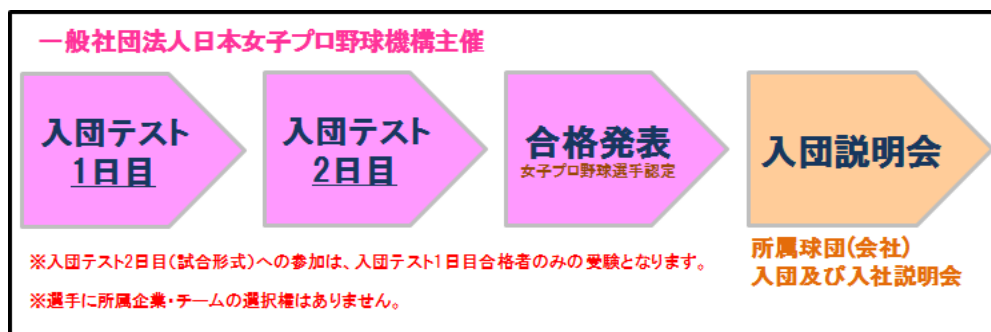 一般社団法人日本女子プロ野球機構主催
入団テスト
1日目
入団テスト
2日目
合格発表
女子プロ野球選手認定
入団説明会
所属球団(会社)
入団及び入社説明会
※入団テスト2日目(試合形式)への参加は、入団テスト1日目合格者のみの受験となります。
※選手に所属企業・チームの選択権はありません。